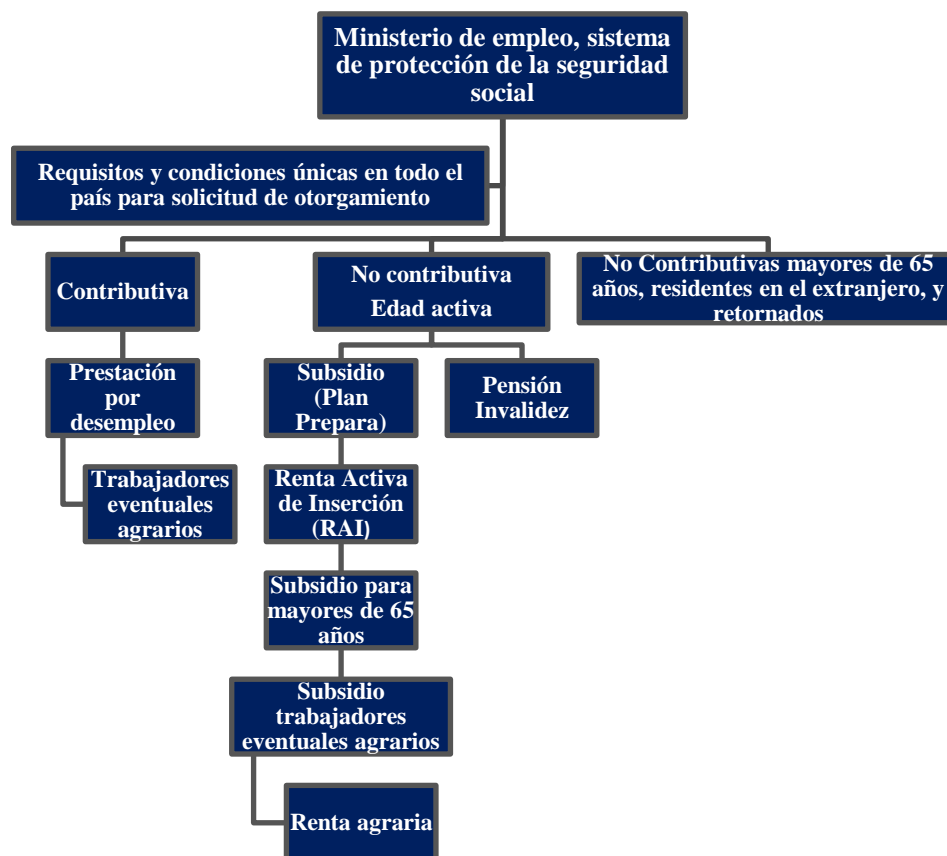 Ministerio de empleo, sistema
de protección de la seguridad
social
Requisitos y condiciones únicas en todo el
país para solicitud de otorgamiento
Contributiva
No contributiva
Edad activa
No Contributivas mayores de 65
años, residentes en el extranjero, y
retornados
Prestación
por
desempleo
Subsidio
(Plan
Prepara)
Pensión
Invalidez
Trabajadores
eventuales
agrarios
Renta Activa
de Inserción
(RAI)
Subsidio para
mayores de 65
años
Subsidio
trabajadores
eventuales agrarios
Renta agraria